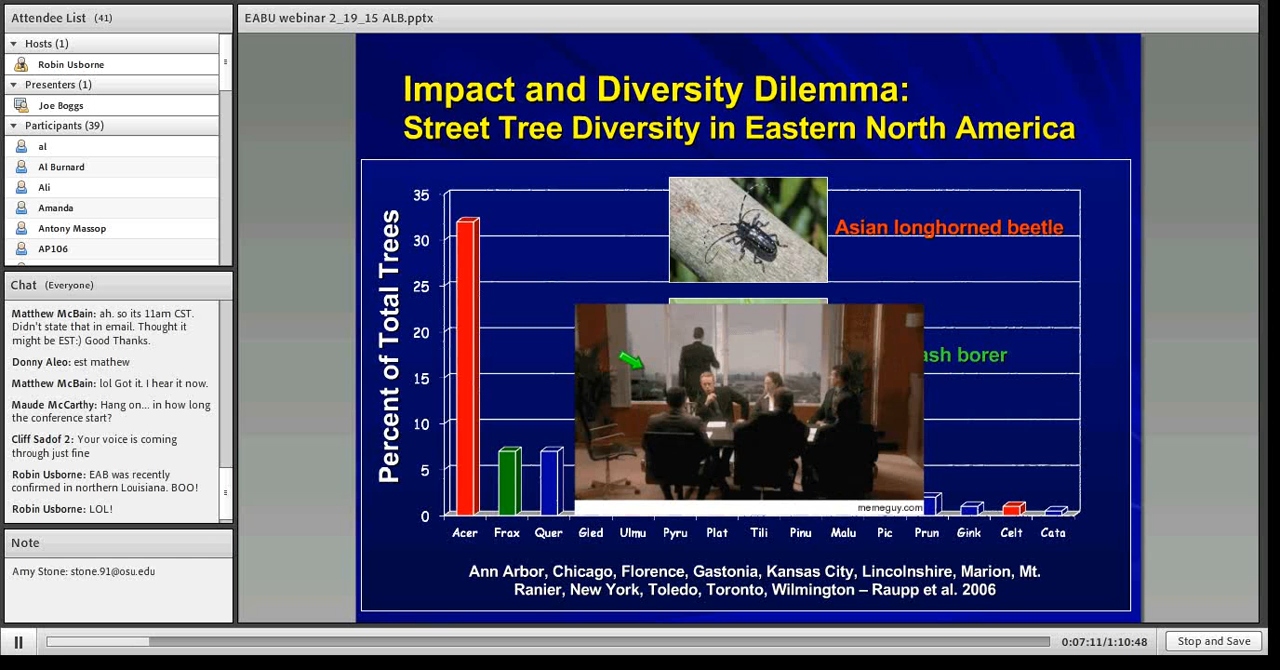 Attendee List (41)
Hosts (1)
Robin Usborne
Presenters (1)
Joe Boggs
Participants (39)
al
Al Burnard
Ali
Amanda
Antony Massop
AP106
Chat (Everyone)
Matthew McBain: ah. so its 11am CST.
Didn't state that in email. Thought it
might be EST:) Good Thanks.
Donny Aleo: est mathew
Matthew McBain: lol Got it. I hear it now.
Maude McCarthy: Hang on... in how long
the conference start?
Cliff Sadof 2: Your voice is coming
through just fine
Robin Usborne: EAB was recently
confirmed in northern Louisiana. BOO!
Robin Usborne: LOL!
Note
Amy Stone: stone.91@osu.edu
EABU webinar 2_19_15 ALB.pptx
Impact and Diversity Dilemma:
Street Tree Diversity in Eastern North America
Percent of Total Trees
35
30
25
20
15
10
5
0
Asian longhorned beetle
ash borer
memeguy.com
Acer Frax Quer Gled Ulmu Pyru Plat Tili Pinu Malu Pic Prun Gink Celt Cata
Ann Arbor, Chicago, Florence, Gastonia, Kansas City, Lincolnshire, Marion, Mt.
Ranier, New York, Toledo, Toronto, Wilmington – Raupp et al. 2006
0:07:11/1:10:48
Stop and Save